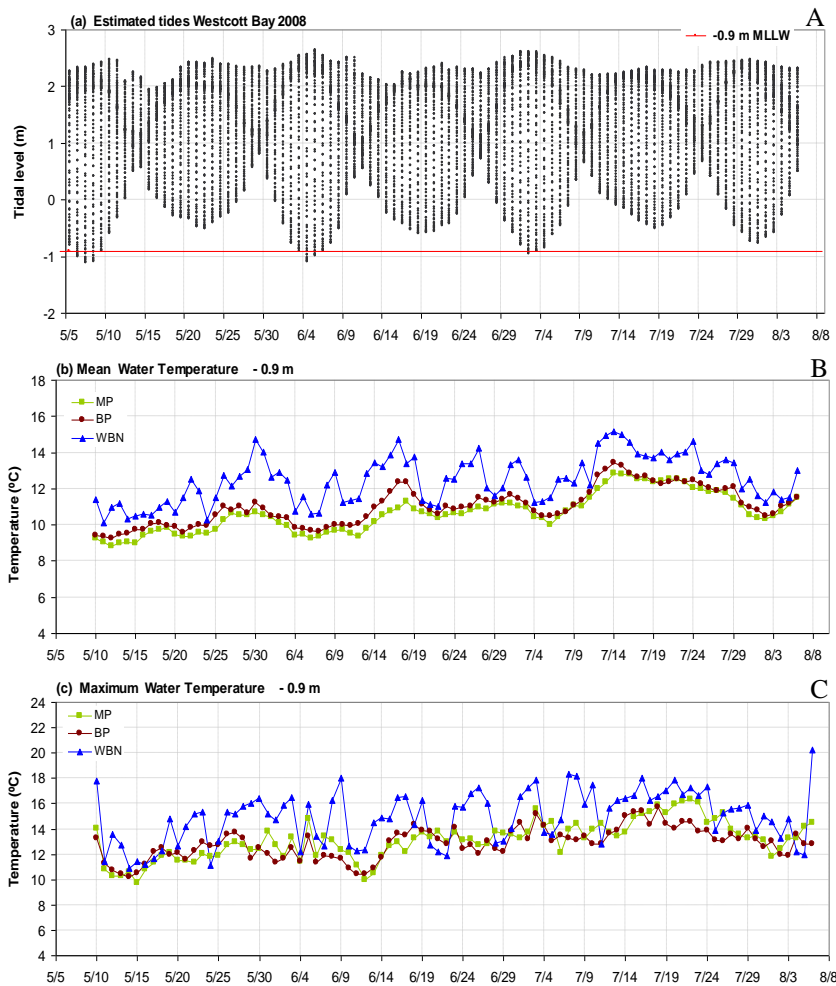 (a) Estimated tides Westcott Bay 2008
A
-0.9 m MLLW
Tidal level (m)
3
2
1
0
-1
-2
5/5 5/10 5/15 5/20 5/25 5/30 6/4 6/9 6/14 6/19 6/24 6/29 7/4 7/9 7/14 7/19 7/24 7/29 8/3 8/8
(b) Mean Water Temperature - 0.9 m
B
MP
BP
WBN
Temperature (ºC)
18
16
14
12
10
8
6
4
5/5 5/10 5/15 5/20 5/25 5/30 6/4 6/9 6/14 6/19 6/24 6/29 7/4 7/9 7/14 7/19 7/24 7/29 8/3 8/8
(c) Maximum Water Temperature - 0.9 m
C
MP
BP
WBN
Temperature (ºC)
24
22
20
18
16
14
12
10
8
6
4
5/5 5/10 5/15 5/20 5/25 5/30 6/4 6/9 6/14 6/19 6/24 6/29 7/4 7/9 7/14 7/19 7/24 7/29 8/3 8/8